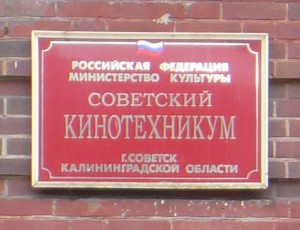 РОССИЙСКАЯ ФЕДЕРАЦИЯ
МИНИСТЕРСТВО КУЛЬТУРЫ
СОВЕТСКИЙ
КИНОТЕХНИКУМ
Г.СОВЕТСК
КАЛИНИНГРАДСКОЙ ОБЛАСТИ